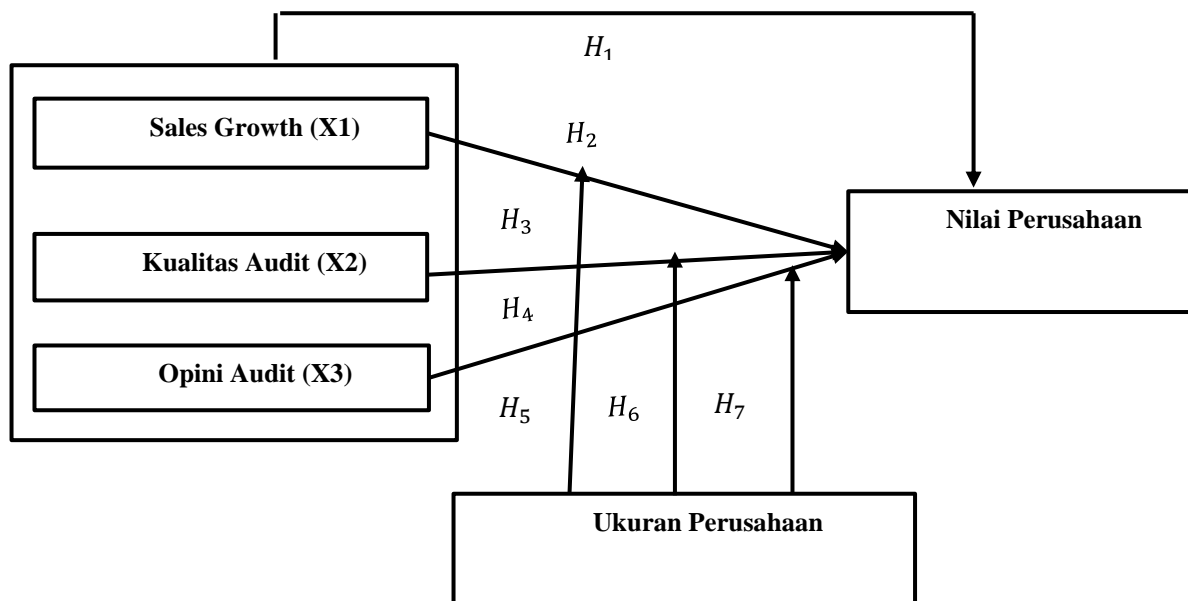 H₁
Sales Growth (X1)
H₂
Nilai Perusahaan
H₃
Kualitas Audit (X2)
H₄
Opini Audit (X3)
H₅
H₆
H₇
Ukuran Perusahaan